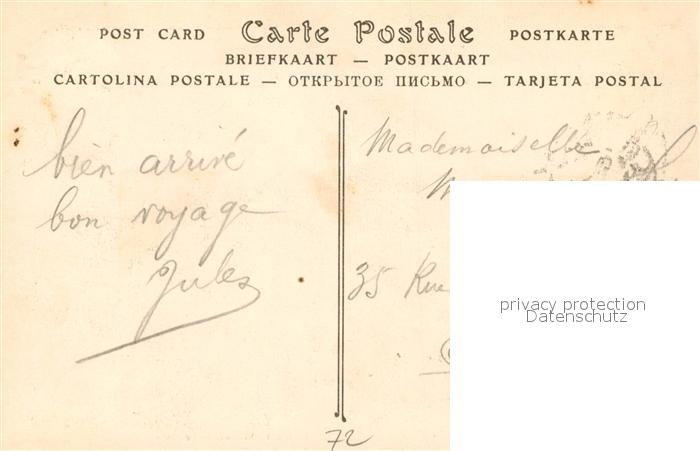 POST CARD Carte Postale POSTKARTE
BRIEFKAART — POSTKAART
CARTOLINA POSTALE — ОТКРЫТОЕ ПИСЬМО — TARJETA POSTAL
bien arrivé
bon voyage
Jules
Mademoiselle
35 Rue
privacy protection
Datenschutz
72